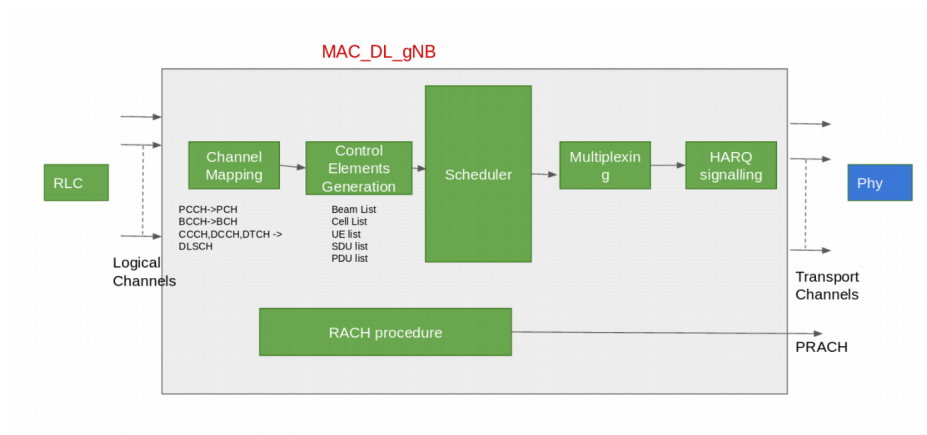 MAC_DL_gNB
RLC
Logical
Channels
Channel
Mapping
PCCH->PCH
BCCH->BCH
CCCH,DCCH,DTCH ->
DLSCH
Control
Elements
Generation
Beam List
Cell List
UE list
SDU list
PDU list
Scheduler
Multiplexin
g
HARQ
signalling
Phy
Transport
Channels
RACH procedure
PRACH